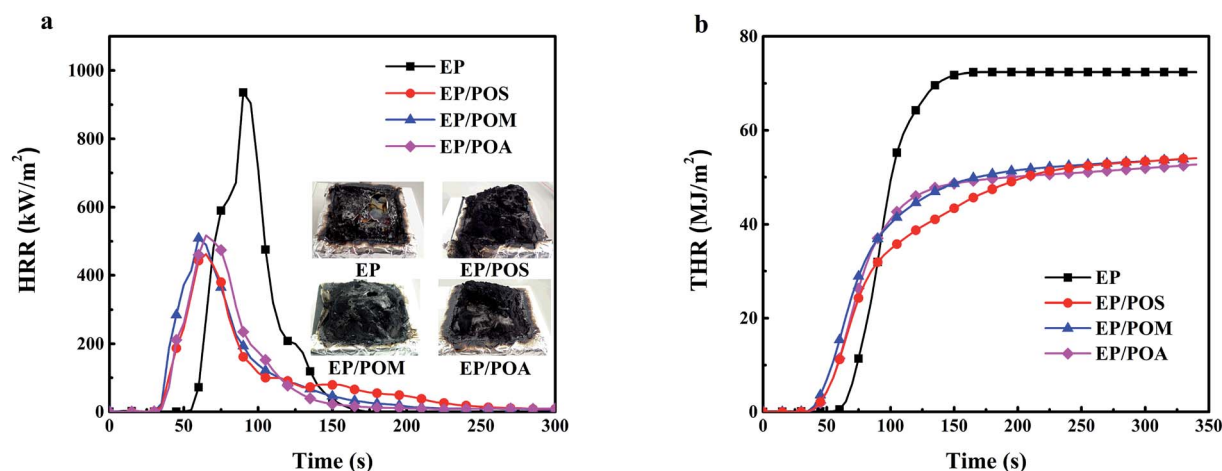 a
HRR (kW/m²)
1000
800
600
400
200
0
0 50 100 150 200 250 300
Time (s)
EP
EP/POS
EP/POM
EP/POA
EP EP/POS
EP/POM EP/POA
b
THR (MJ/m²)
80
60
40
20
0
0 50 100 150 200 250 300 350
Time (s)
EP
EP/POS
EP/POM
EP/POA